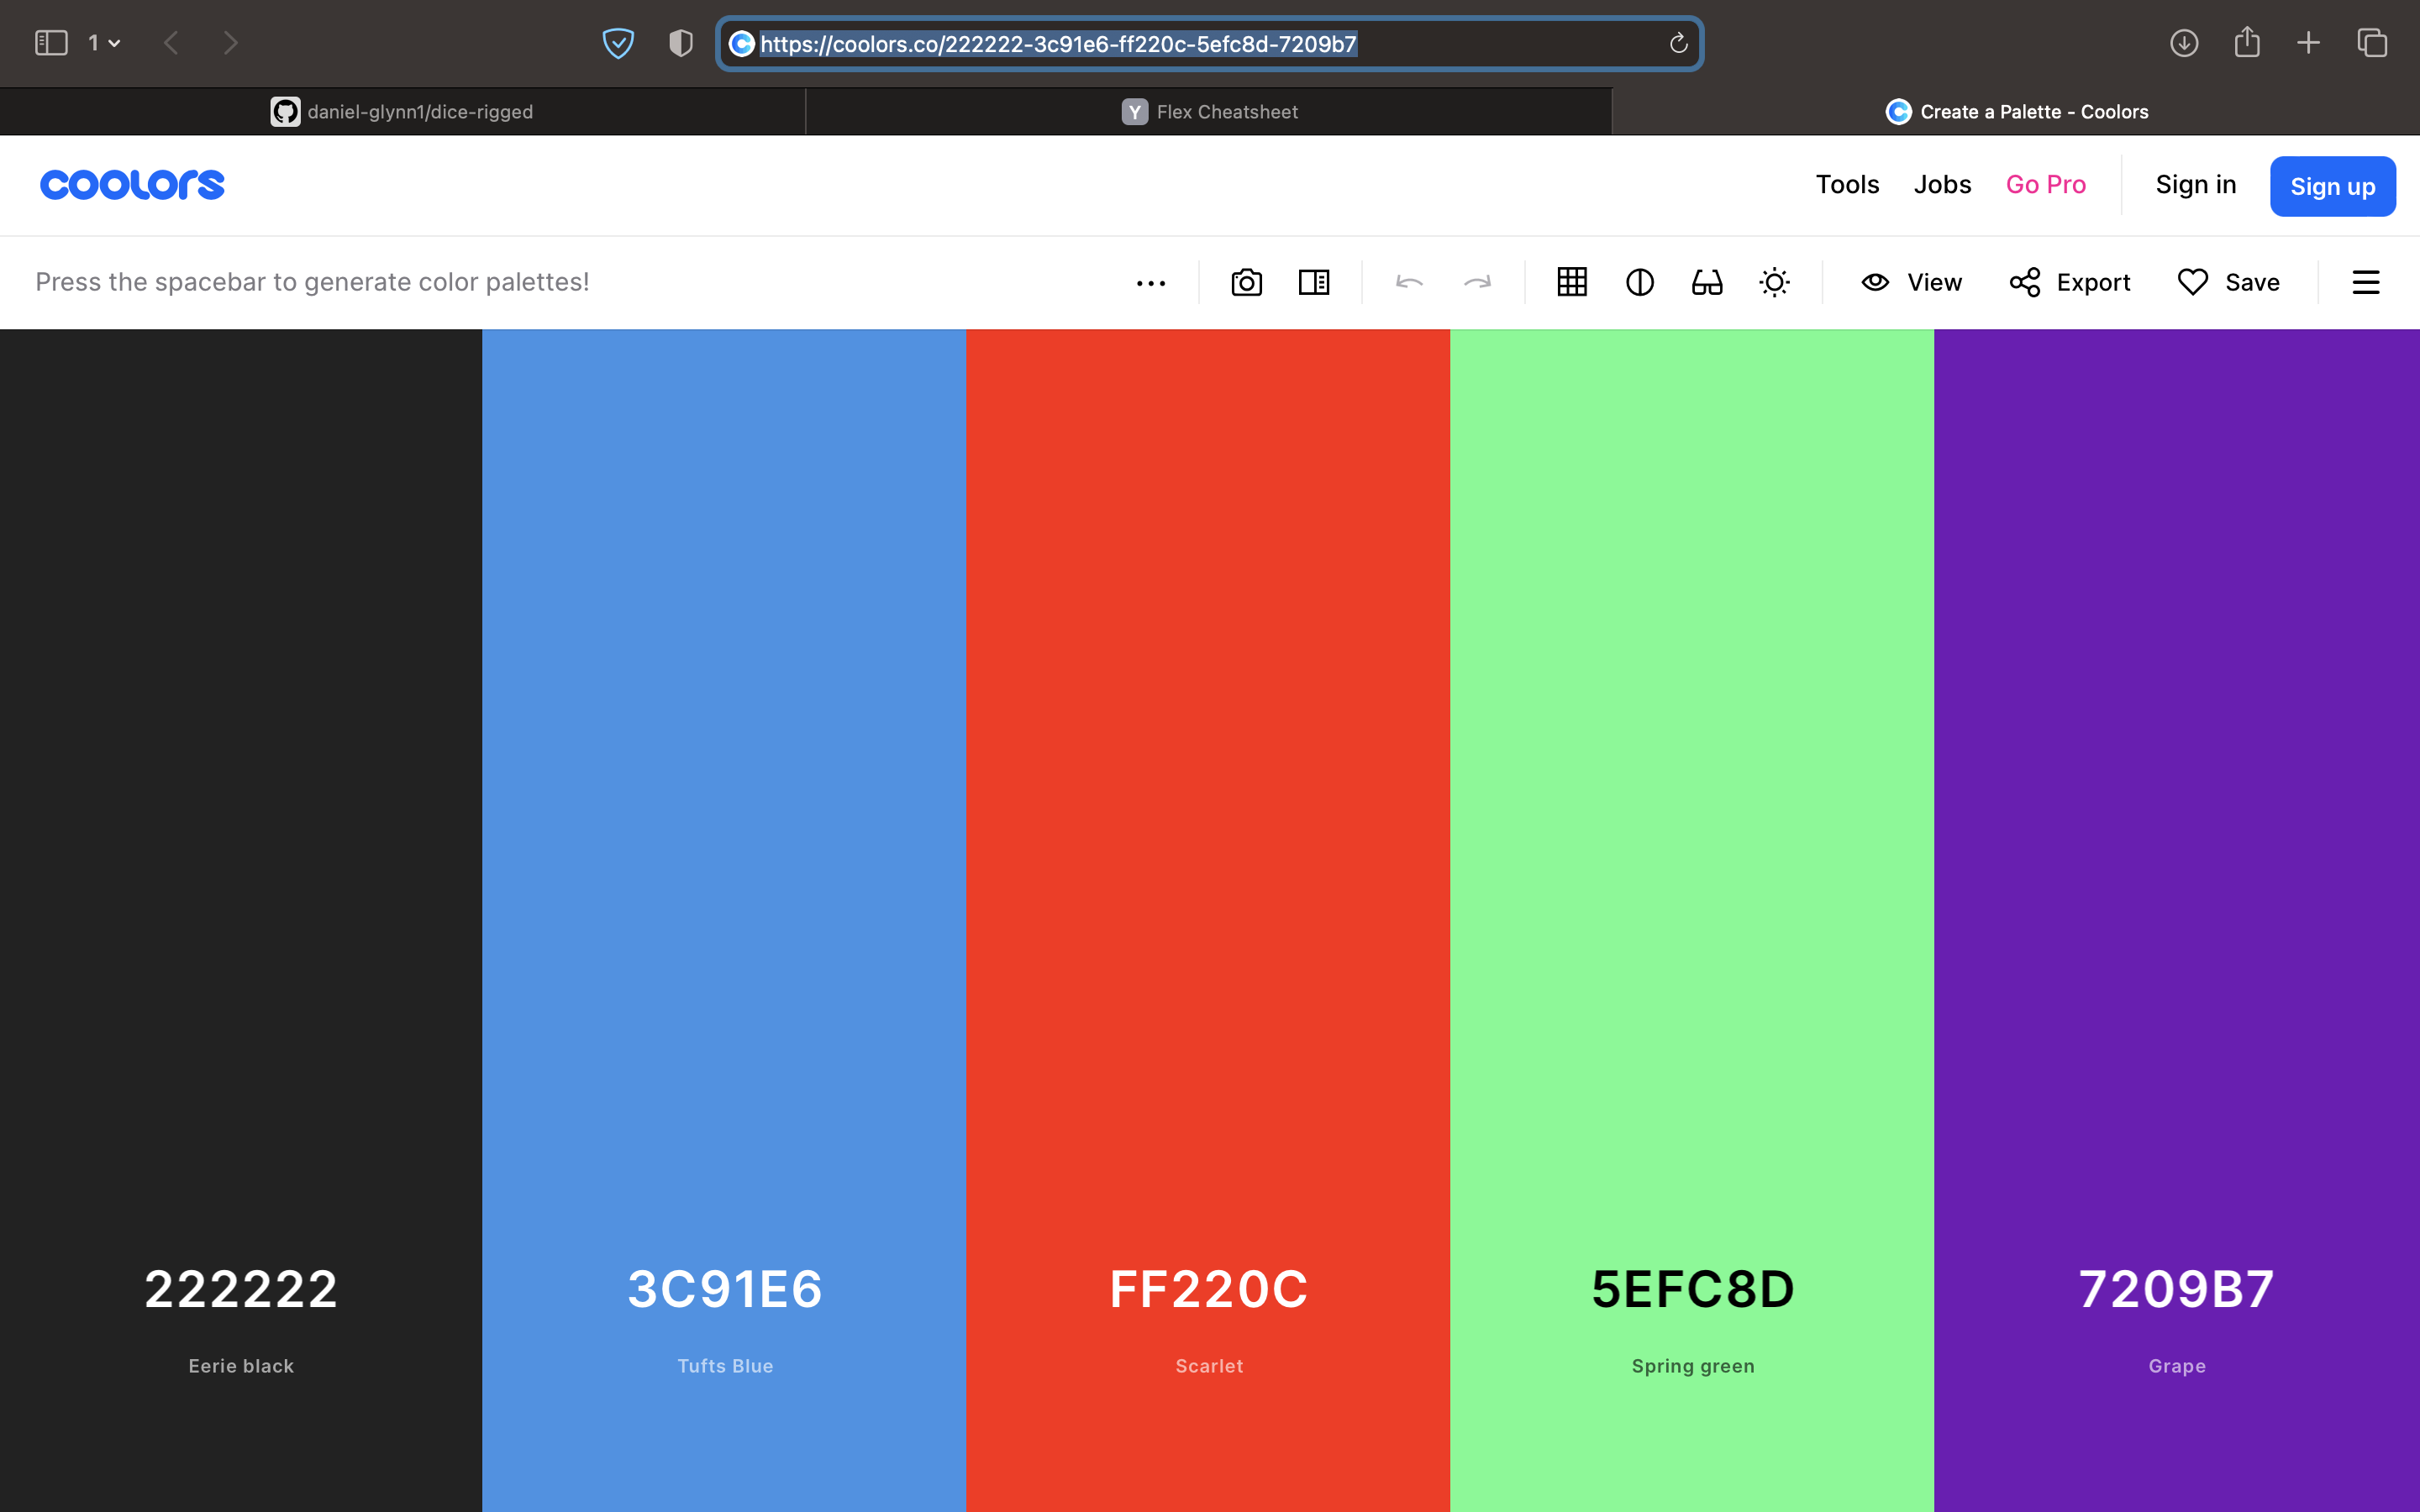 1
https://coolors.co/222222-3c91e6-ff220c-5efc8d-7209b7
daniel-glynn1/dice-rigged
Y Flex Cheatsheet
Create a Palette - Coolors
coolors
Tools Jobs Go Pro Sign in Sign up
Press the spacebar to generate color palettes!
View Export Save
222222 3C91E6 FF220C 5EFC8D 7209B7
Eerie black Tufts Blue Scarlet Spring green Grape